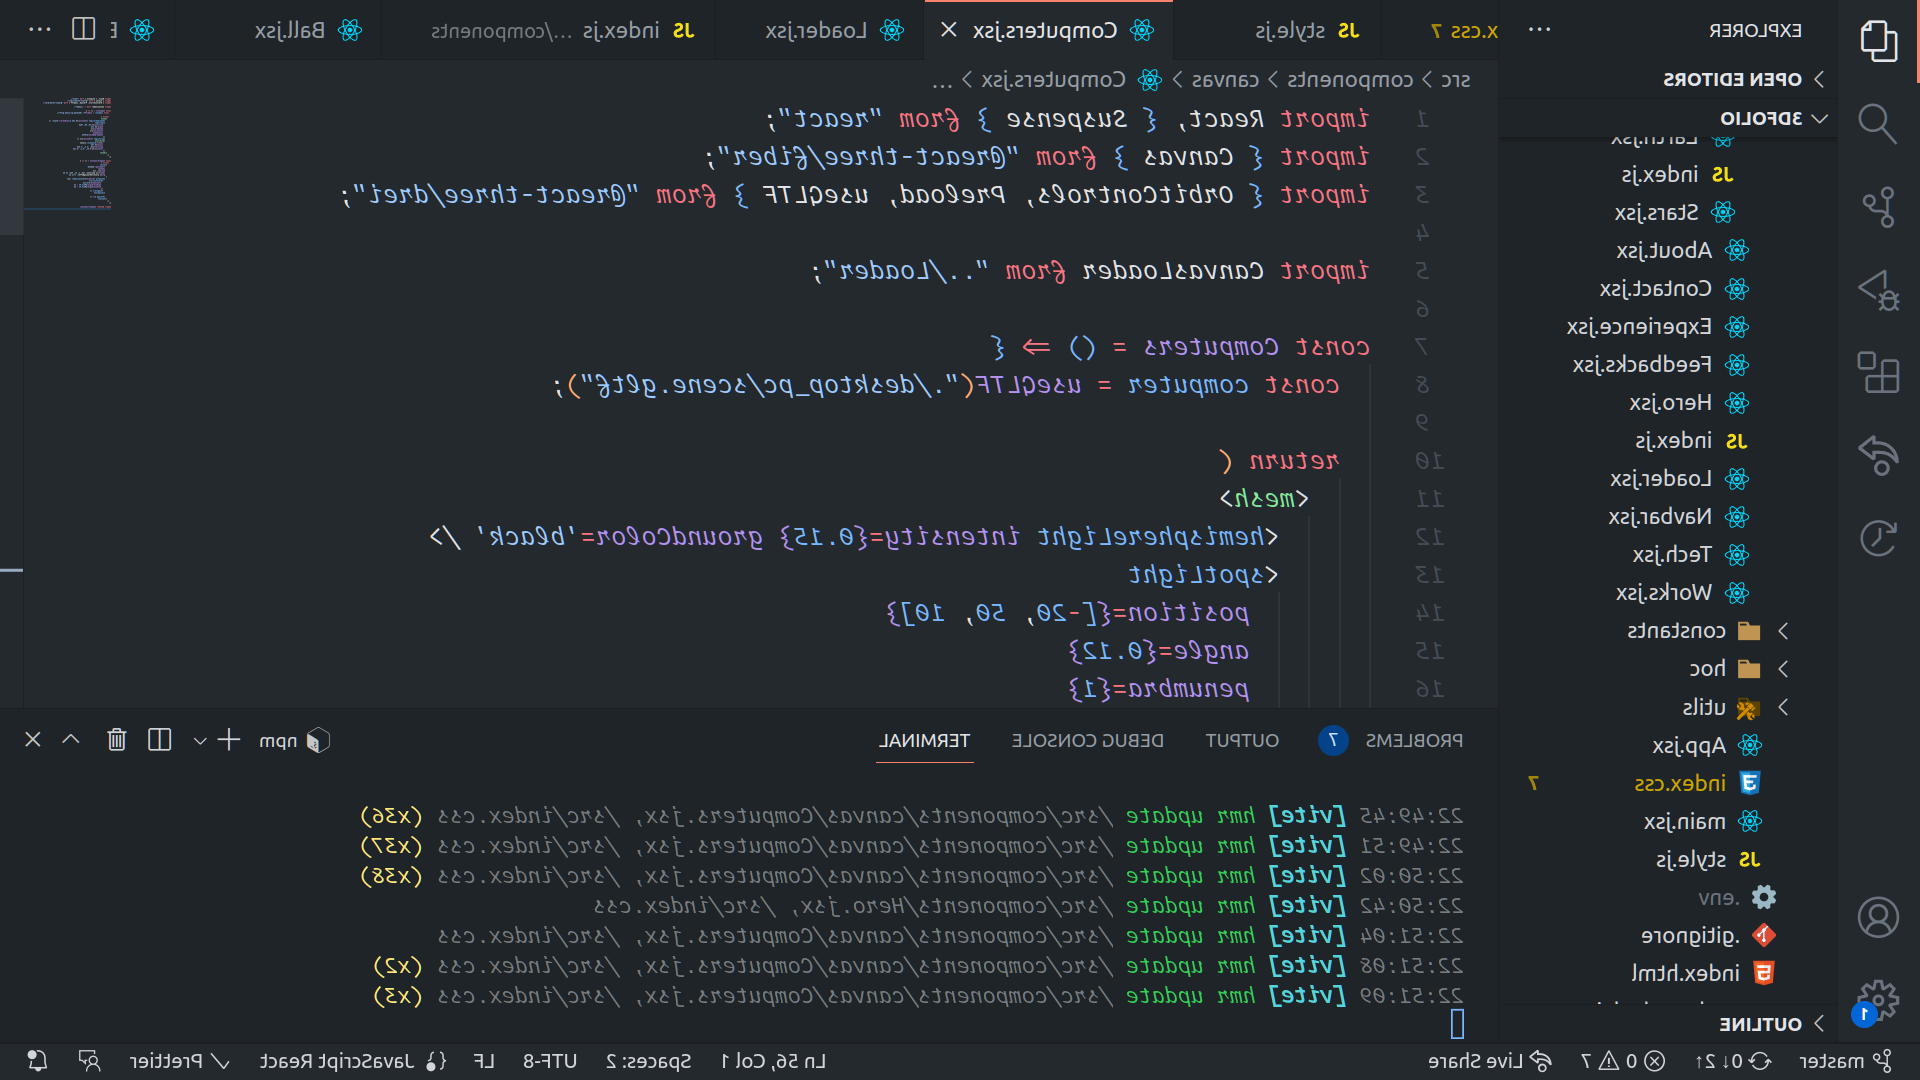 EXPLORER
OPEN EDITORS
3DFOLIO
index.js
Stars.jsx
About.jsx
Contact.jsx
Experience.jsx
Feedbacks.jsx
Hero.jsx
index.js
Loader.jsx
Navbar.jsx
Tech.jsx
Works.jsx
constants
hoc
utils
App.jsx
index.css 7
main.jsx
style.js
.env
.gitignore
index.html
OUTLINE
x.css 7
style.js
Computers.jsx
Loader.jsx
index.js .../components
Ball.jsx
src > components > canvas > Computers.jsx > ...
1 import React, { Suspense } from "react";
2 import { Canvas } from "@react-three/fiber";
3 import { OrbitControls, Preload, useGLTF } from "@react-three/drei";
4
5 import CanvasLoader from "../Loader";
6
7 const Computers = () => {
8 const computer = useGLTF("./desktop_pc/scene.gltf");
9
10 return (
11 <mesh>
12 <hemisphereLight intensity={0.15} groundColor='black' />
13 <spotLight
14 position={[-20, 50, 10]}
15 angle={0.12}
16 penumbra={1}
PROBLEMS 7 OUTPUT DEBUG CONSOLE TERMINAL
npm
22:49:45 [vite] hmr update /src/components/canvas/Computers.jsx, /src/index.css (x36)
22:49:51 [vite] hmr update /src/components/canvas/Computers.jsx, /src/index.css (x37)
22:50:02 [vite] hmr update /src/components/canvas/Computers.jsx, /src/index.css (x38)
22:50:42 [vite] hmr update /src/components/Hero.jsx, /src/index.css
22:51:04 [vite] hmr update /src/components/canvas/Computers.jsx, /src/index.css
22:51:08 [vite] hmr update /src/components/canvas/Computers.jsx, /src/index.css (x2)
22:51:09 [vite] hmr update /src/components/canvas/Computers.jsx, /src/index.css (x3)
1
master 0↓ 2↑ 0 7 Live Share Ln 56, Col 1 Spaces: 2 UTF-8 LF {} JavaScript React Prettier